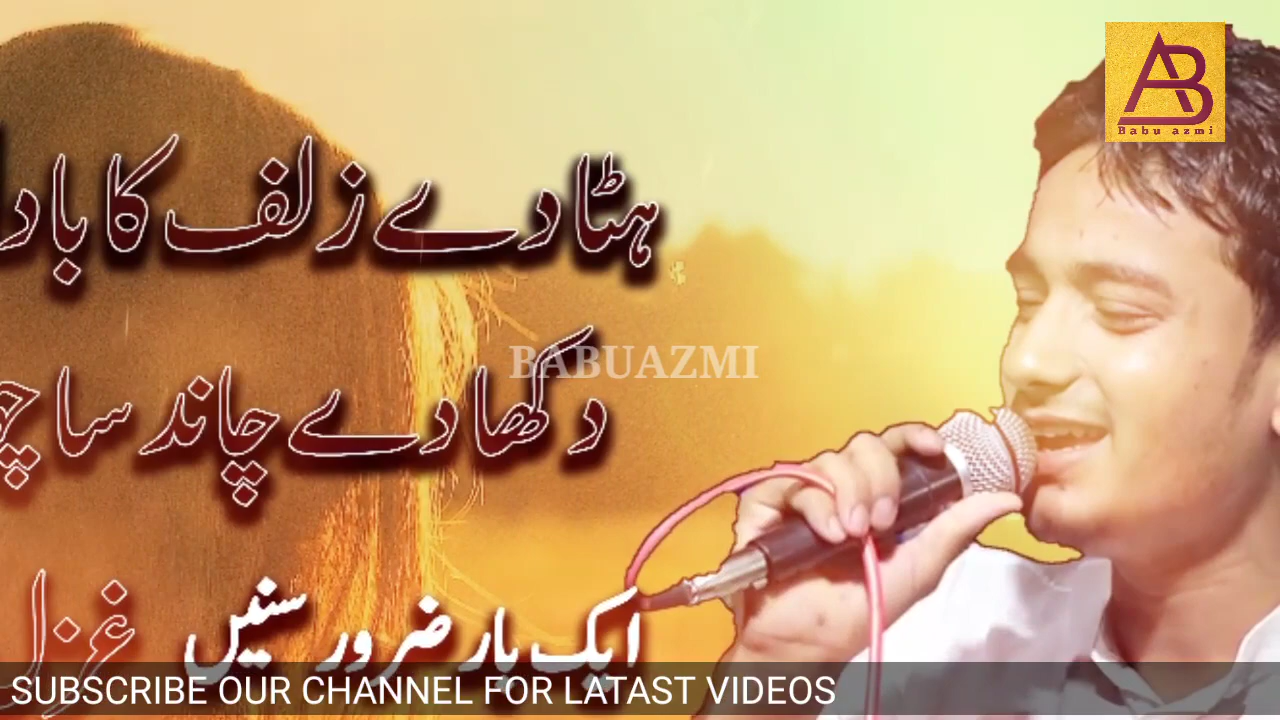 AB
Babu azmi
ہٹا دے زلف کا
BABUAZMI
دکھا دے چاند سا
ایک بار ضرور سنیں غزل
SUBSCRIBE OUR CHANNEL FOR LATAST VIDEOS